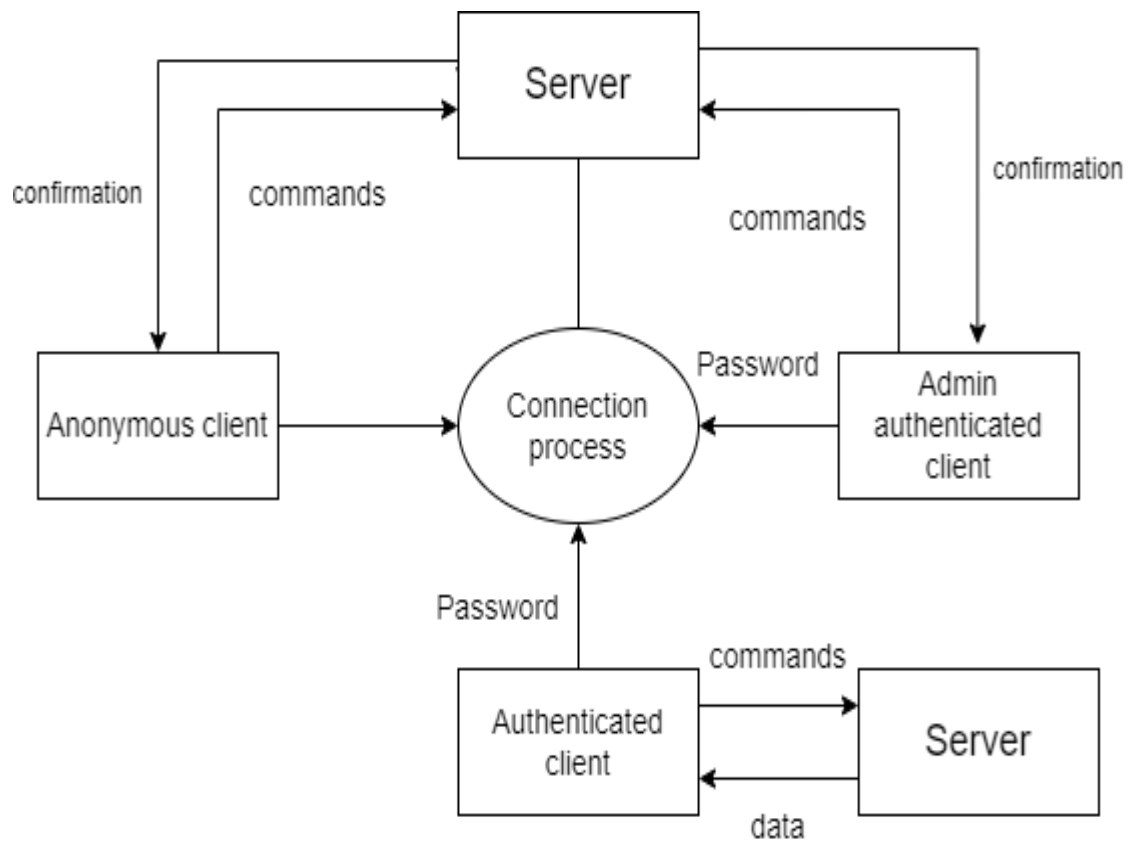 Server
confirmation
commands
confirmation
commands
Anonymous client
Connection
process
Password
Admin
authenticated
client
Password
commands
Authenticated
client
Server
data